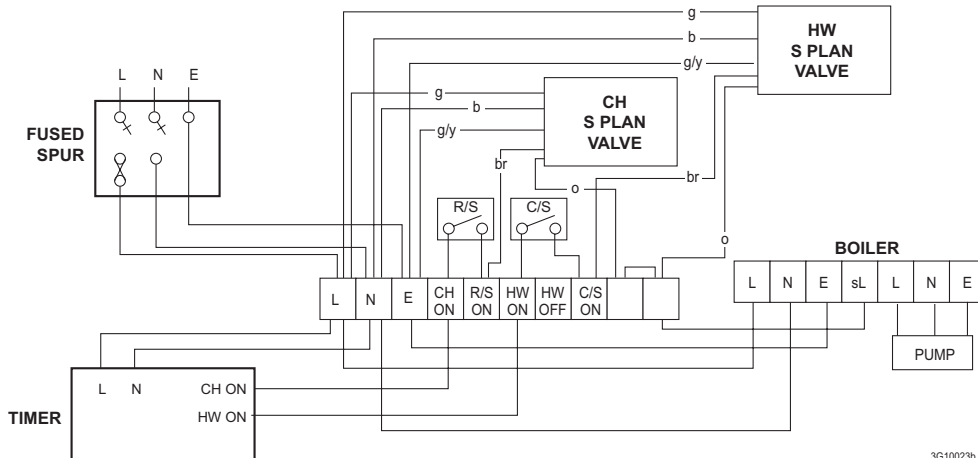 g
HW
S PLAN
VALVE
b
g/y
L N E
g
CH
S PLAN
VALVE
b
FUSED
SPUR
g/y
br
br
o
R/S
C/S
o
BOILER
L N E CH ON R/S ON HW ON HW OFF C/S ON
L N E sL L N E
PUMP
L N CH ON
TIMER
HW ON
3G10023h